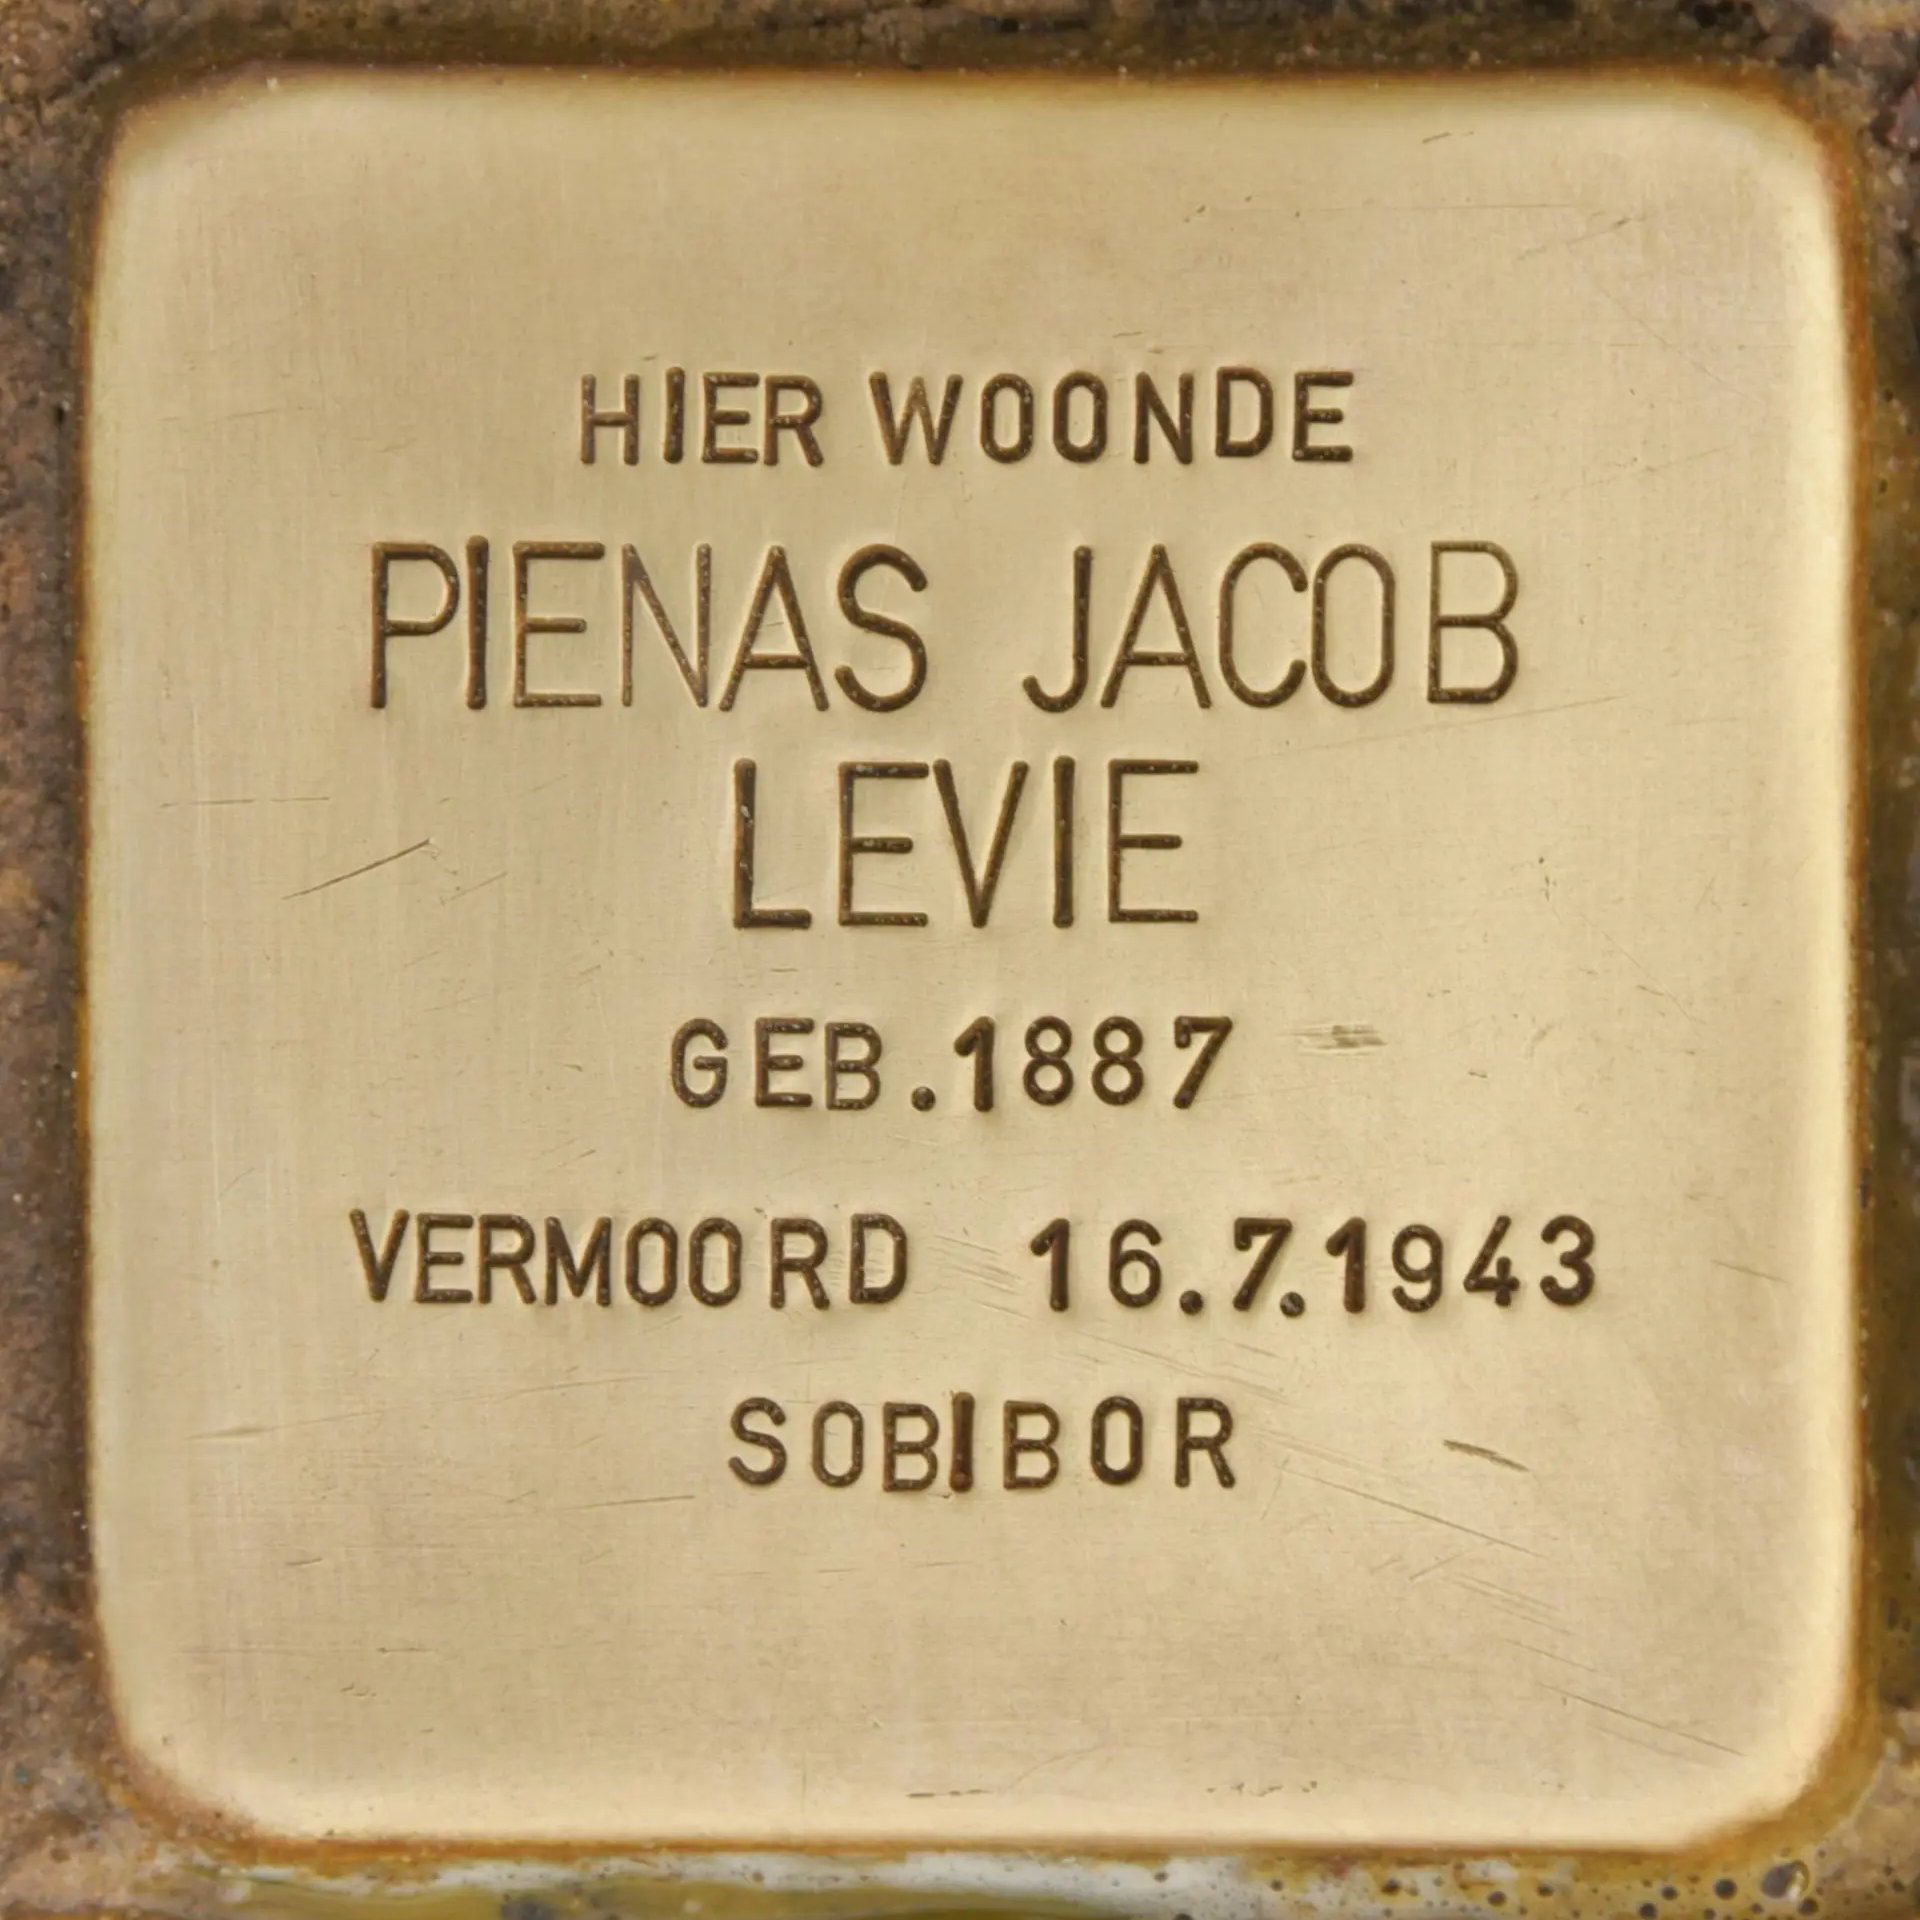 HIER WOONDE
PIENAS JACOB
LEVIE
GEB.1887
VERMOORD 16.7.1943
SOBIBOR